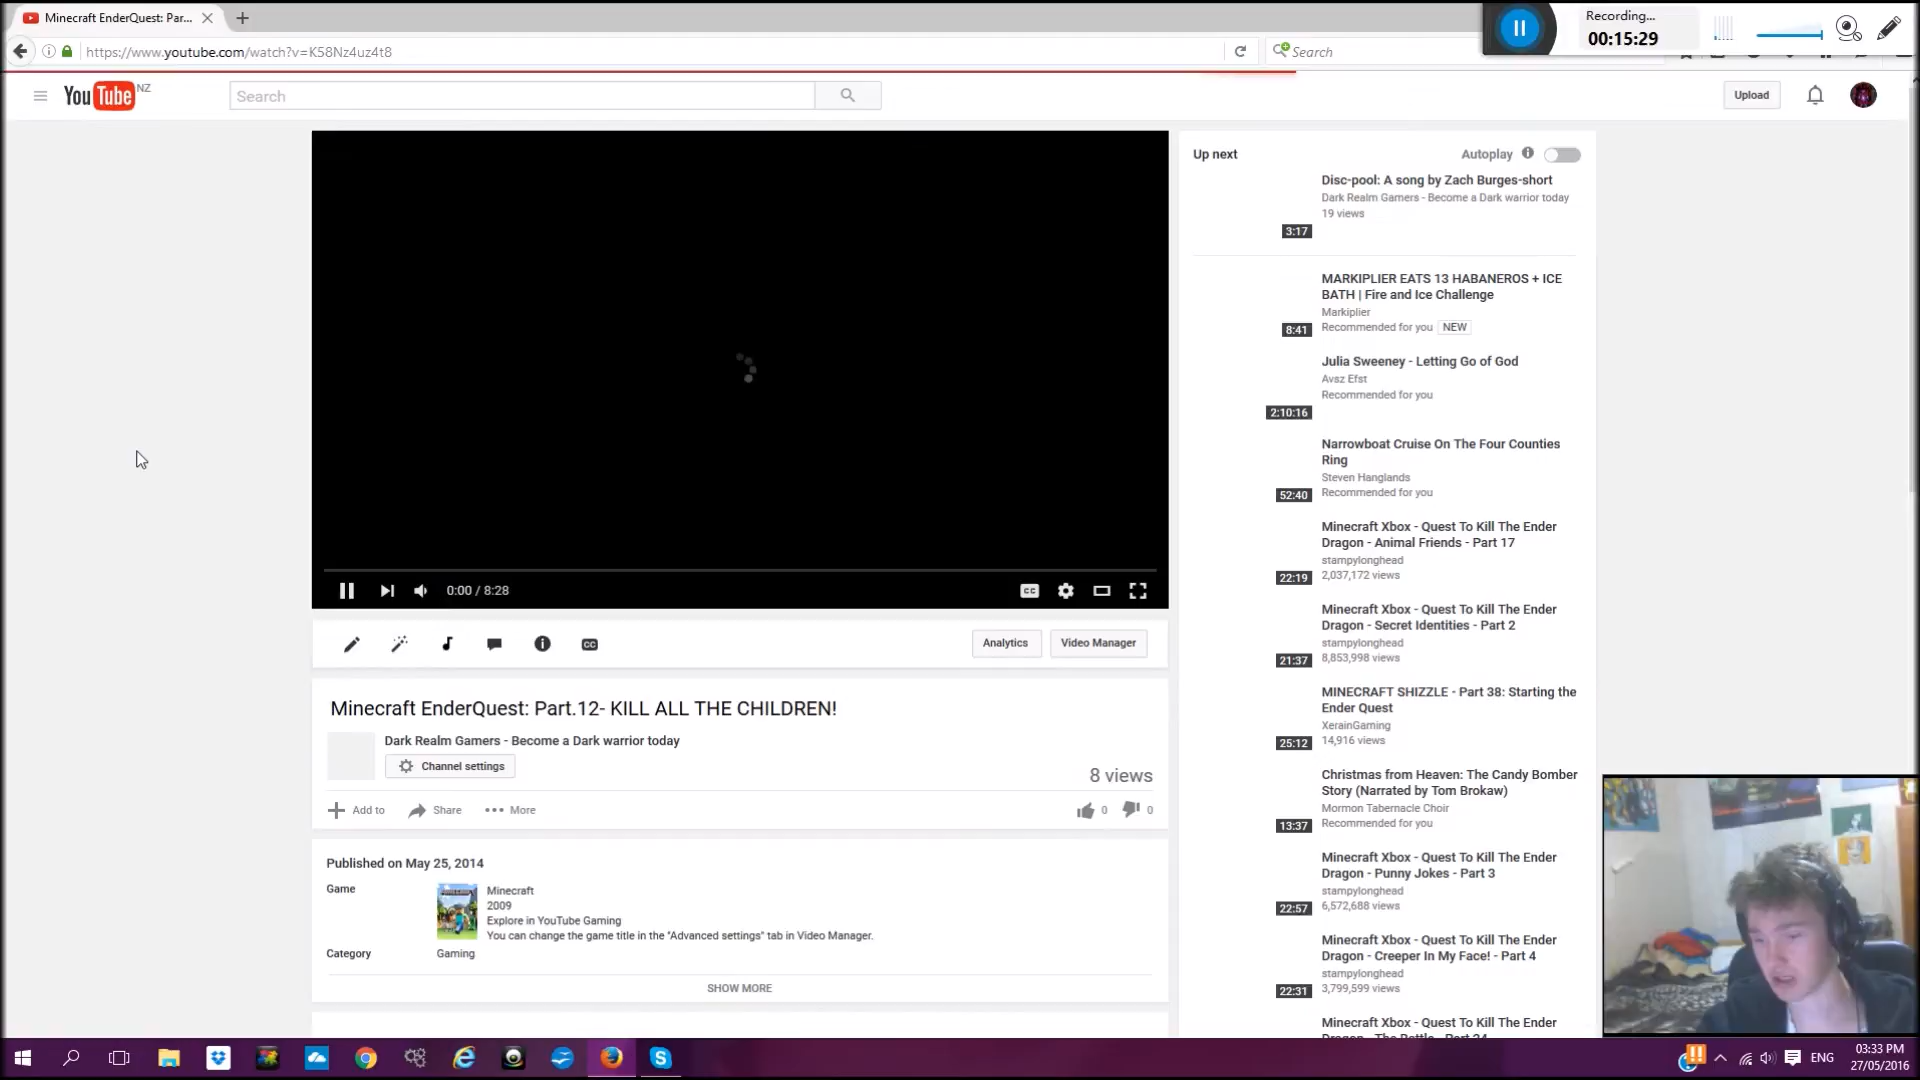 Minecraft EnderQuest: Par...
Recording...
00:15:29
https://www.youtube.com/watch?v=K58Nz4uz4t8
Search
YouTube NZ
Search
Upload
Up next
Autoplay
Disc-pool: A song by Zach Burges-short
Dark Realm Gamers - Become a Dark warrior today
19 views
3:17
MARKIPLIER EATS 13 HABANEROS + ICE
BATH | Fire and Ice Challenge
Markiplier
8:41
Recommended for you NEW
Julia Sweeney - Letting Go of God
Avsz Efst
Recommended for you
2:10:16
Narrowboat Cruise On The Four Counties
Ring
Steven Hanglands
52:40
Recommended for you
Minecraft Xbox - Quest To Kill The Ender
Dragon - Animal Friends - Part 17
stampylonghead
22:19
2,037,172 views
0:00 / 8:28
CC
CC
Analytics
Video Manager
Minecraft Xbox - Quest To Kill The Ender
Dragon - Secret Identities - Part 2
stampylonghead
21:37
8,853,998 views
Minecraft EnderQuest: Part.12- KILL ALL THE CHILDREN!
Dark Realm Gamers - Become a Dark warrior today
Channel settings
8 views
Add to
Share
More
0
0
MINECRAFT SHIZZLE - Part 38: Starting the
Ender Quest
XerainGaming
25:12
14,916 views
Christmas from Heaven: The Candy Bomber
Story (Narrated by Tom Brokaw)
Mormon Tabernacle Choir
13:37
Recommended for you
Published on May 25, 2014
Game
Minecraft
2009
Explore in YouTube Gaming
You can change the game title in the "Advanced settings" tab in Video Manager.
Category
Gaming
SHOW MORE
Minecraft Xbox - Quest To Kill The Ender
Dragon - Punny Jokes - Part 3
stampylonghead
22:57
6,572,688 views
Minecraft Xbox - Quest To Kill The Ender
Dragon - Creeper In My Face! - Part 4
stampylonghead
22:31
3,799,599 views
Minecraft Xbox - Quest To Kill The Ender
ENG
03:33 PM
27/05/2016